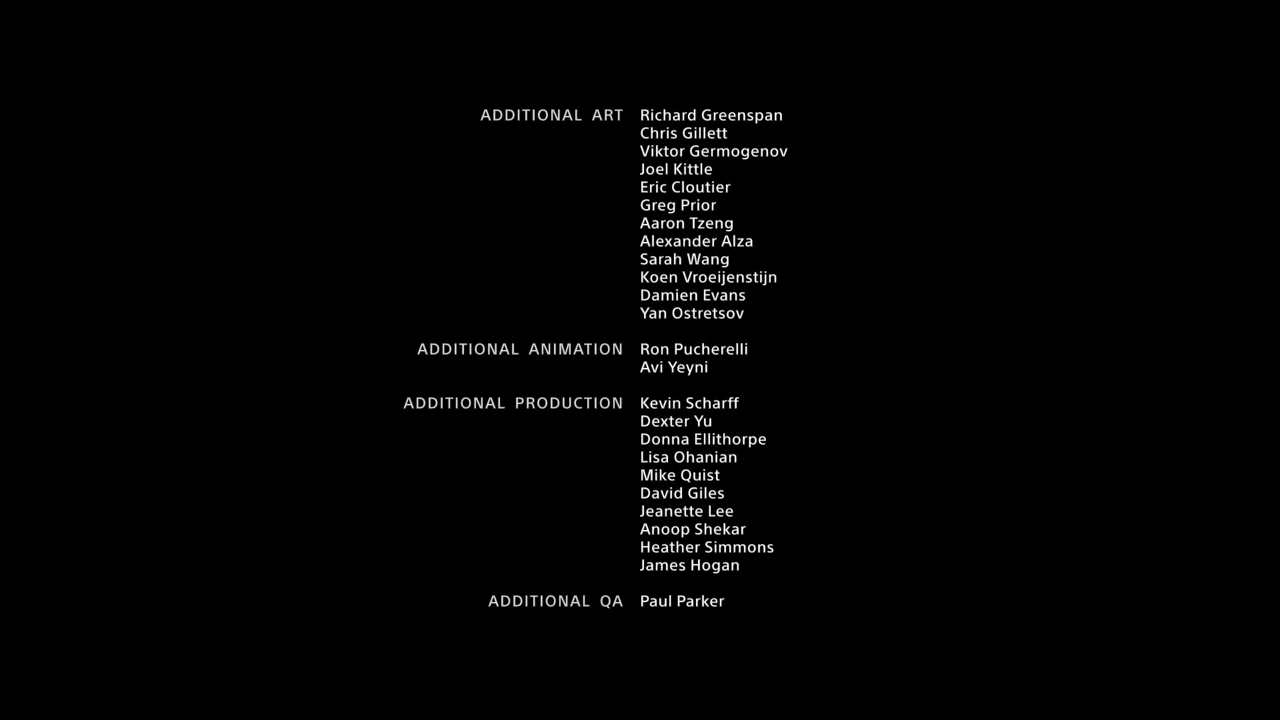 ADDITIONAL ART Richard Greenspan
Chris Gillett
Viktor Germogenov
Joel Kittle
Eric Cloutier
Greg Prior
Aaron Tzeng
Alexander Alza
Sarah Wang
Koen Vroeijenstijn
Damien Evans
Yan Ostretsov
ADDITIONAL ANIMATION Ron Pucherelli
Avi Yeyni
ADDITIONAL PRODUCTION Kevin Scharff
Dexter Yu
Donna Ellithorpe
Lisa Ohanian
Mike Quist
David Giles
Jeanette Lee
Anoop Shekar
Heather Simmons
James Hogan
ADDITIONAL QA Paul Parker